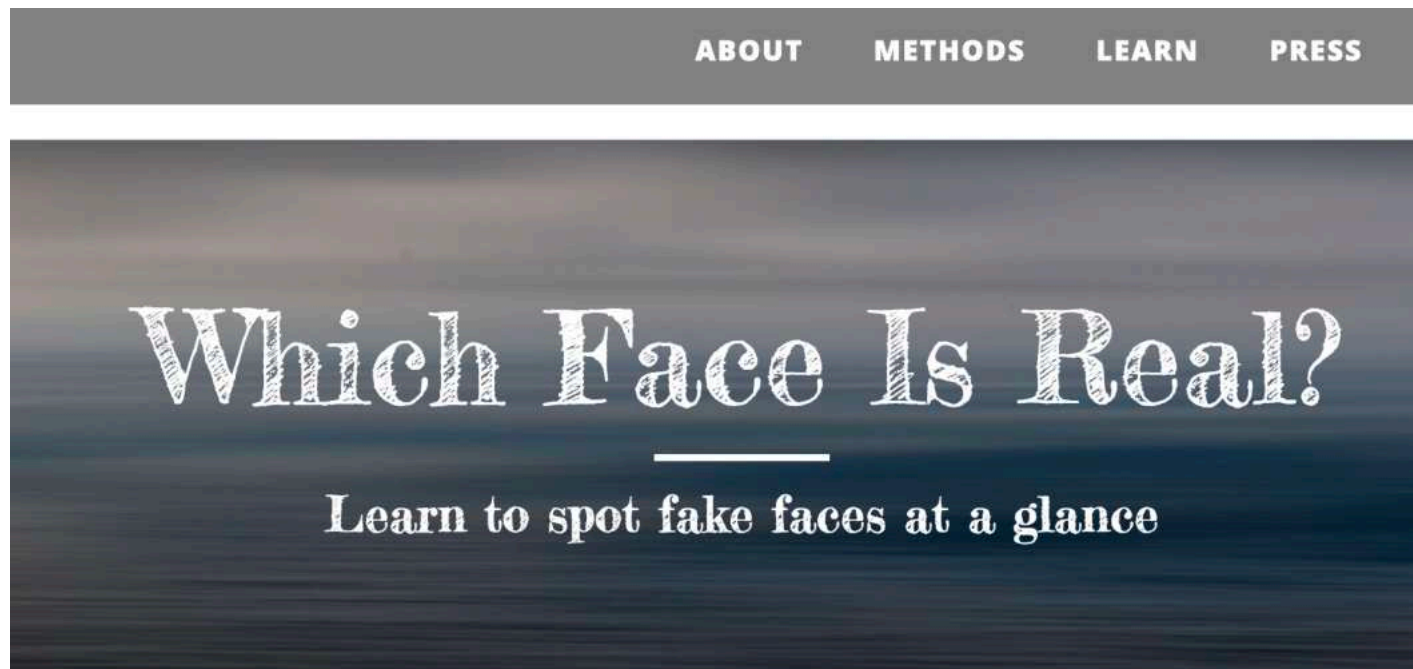 ABOUT METHODS LEARN PRESS
Which Face Is Real?
Learn to spot fake faces at a glance